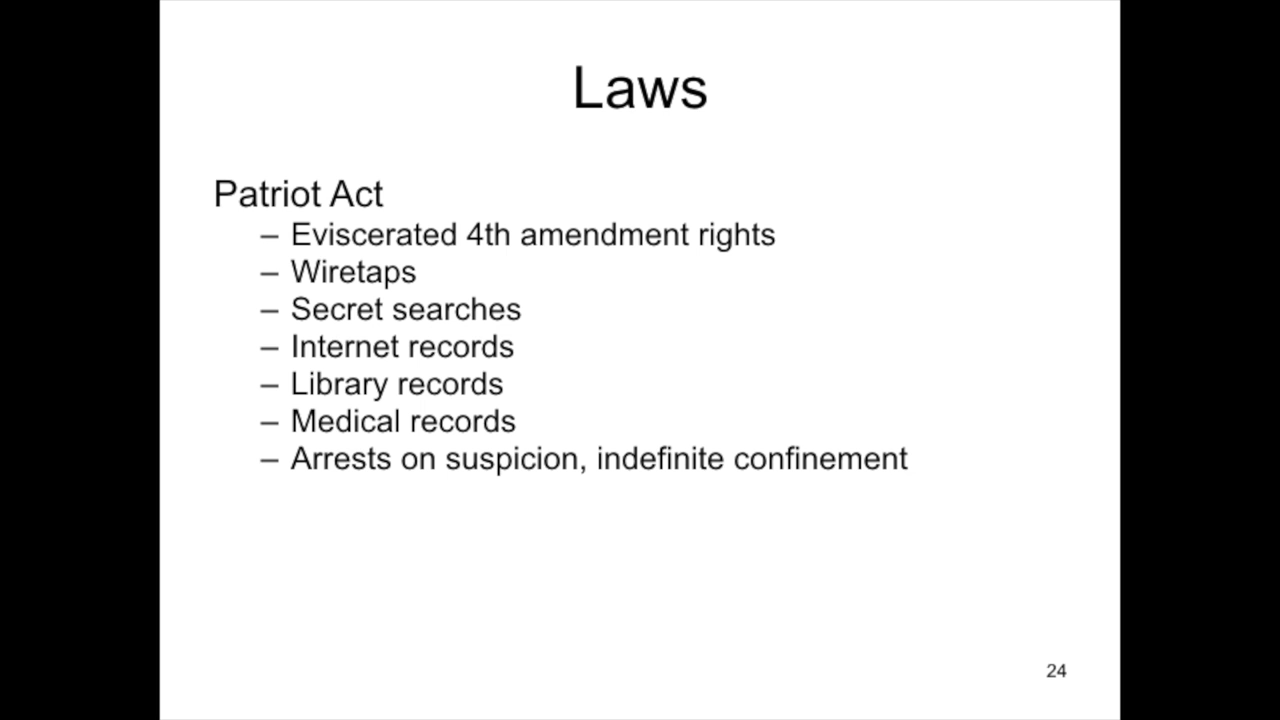 Laws
Patriot Act
– Eviscerated 4th amendment rights
– Wiretaps
– Secret searches
– Internet records
– Library records
– Medical records
– Arrests on suspicion, indefinite confinement
24